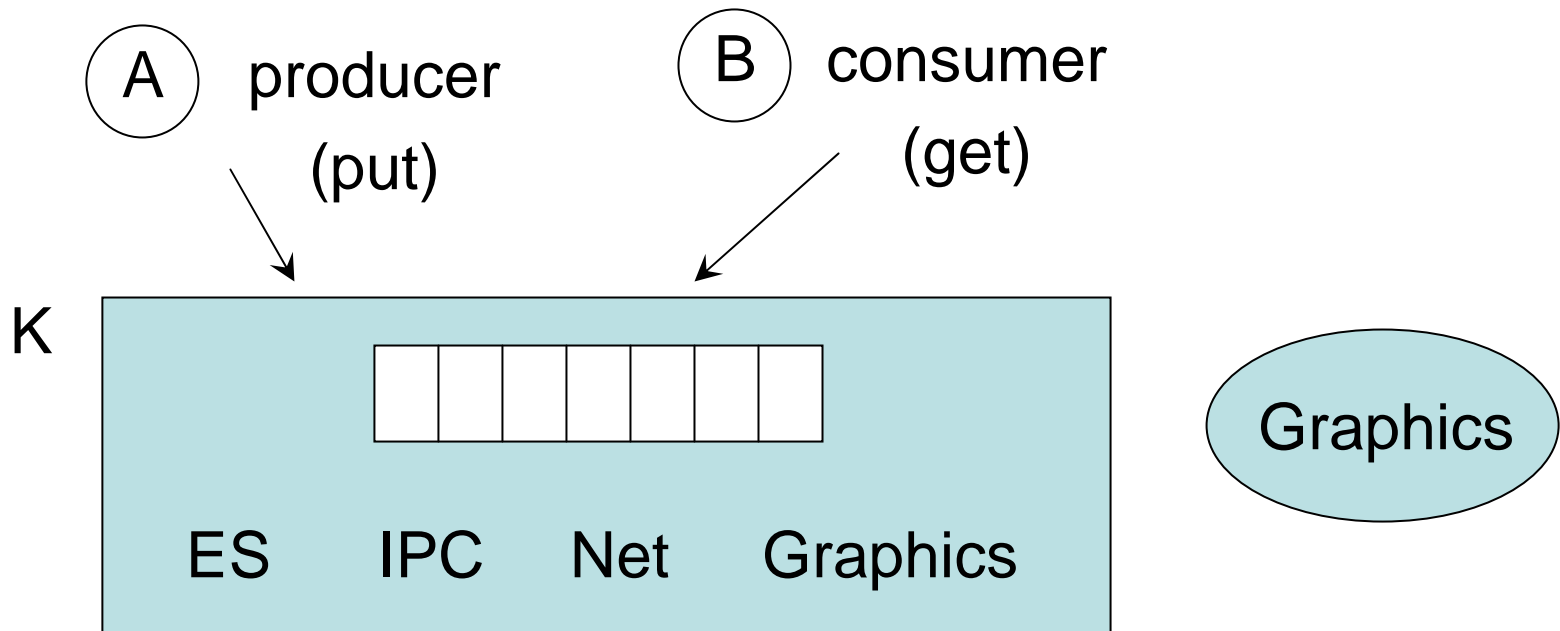 A producer B consumer
(put) (get)
K
Graphics
ES IPC Net Graphics